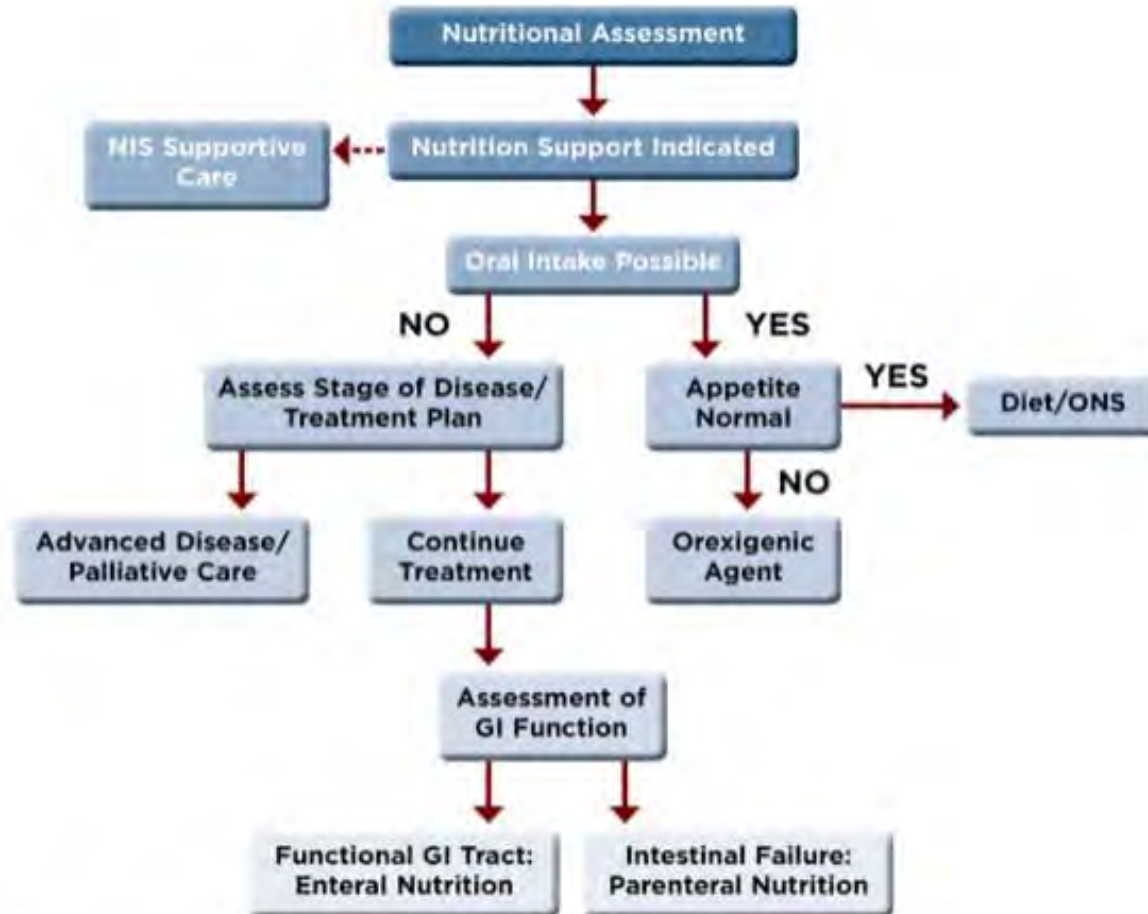 Nutritional Assessment
NIS Supportive
Care
Nutrition Support Indicated
Oral Intake Possible
NO
YES
Assess Stage of Disease/
Treatment Plan
Appetite
Normal
YES
Diet/ONS
NO
Advanced Disease/
Palliative Care
Continue
Treatment
Orexigenic
Agent
Assessment of
GI Function
Functional GI Tract:
Enteral Nutrition
Intestinal Failure:
Parenteral Nutrition